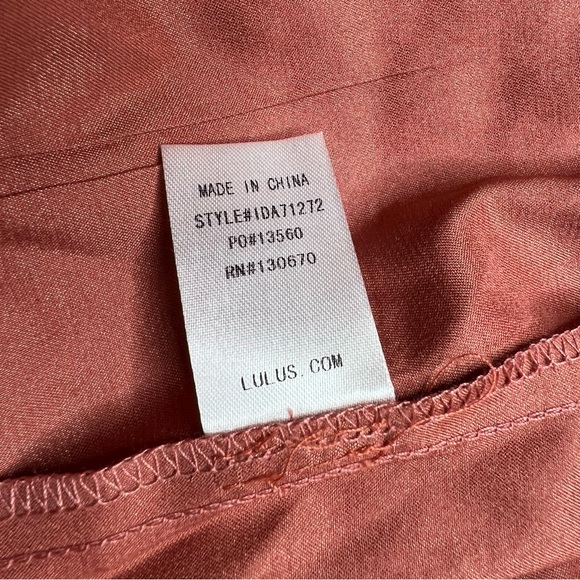 MADE IN CHINA
STYLE#IDA71272
PO#13560
RN#130670
LULUS.COM